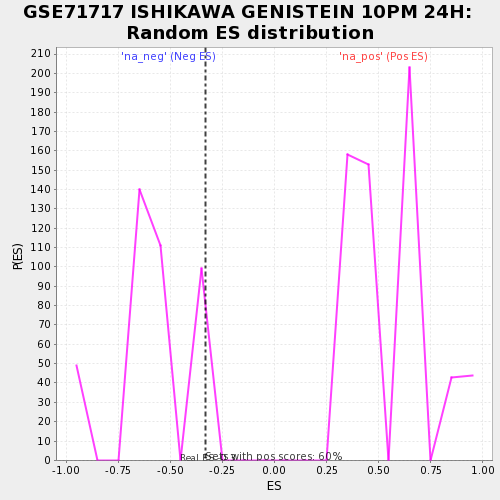 GSE71717 ISHIKAWA GENISTEIN 10PM 24H:
Random ES distribution
'na_neg' (Neg ES)
'na_pos' (Pos ES)
P(ES)
210
200
190
180
170
160
150
140
130
120
110
100
90
80
70
60
50
40
30
20
10
0
Real ES
Sets with pos scores: 60%
-1.00 -0.75 -0.50 -0.25 0.00 0.25 0.50 0.75 1.00
ES